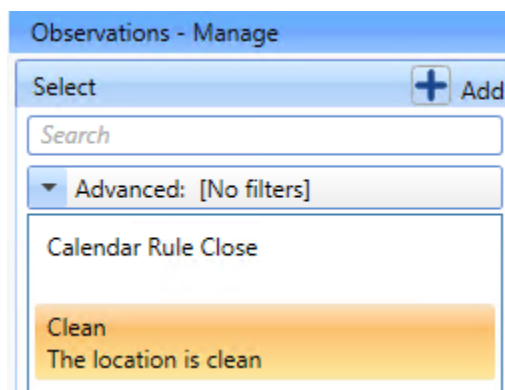 Observations - Manage
Select
Add
Search
Advanced: [No filters]
Calendar Rule Close
Clean
The location is clean